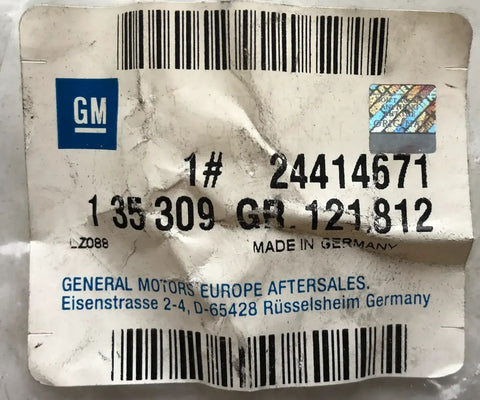 GM
1# 24414671
1 35 309 GR. 121,812
LZ088 MADE IN GERMANY
GENERAL MOTORS EUROPE AFTERSALES.
Eisenstrasse 2-4, D-65428 Rüsselsheim Germany